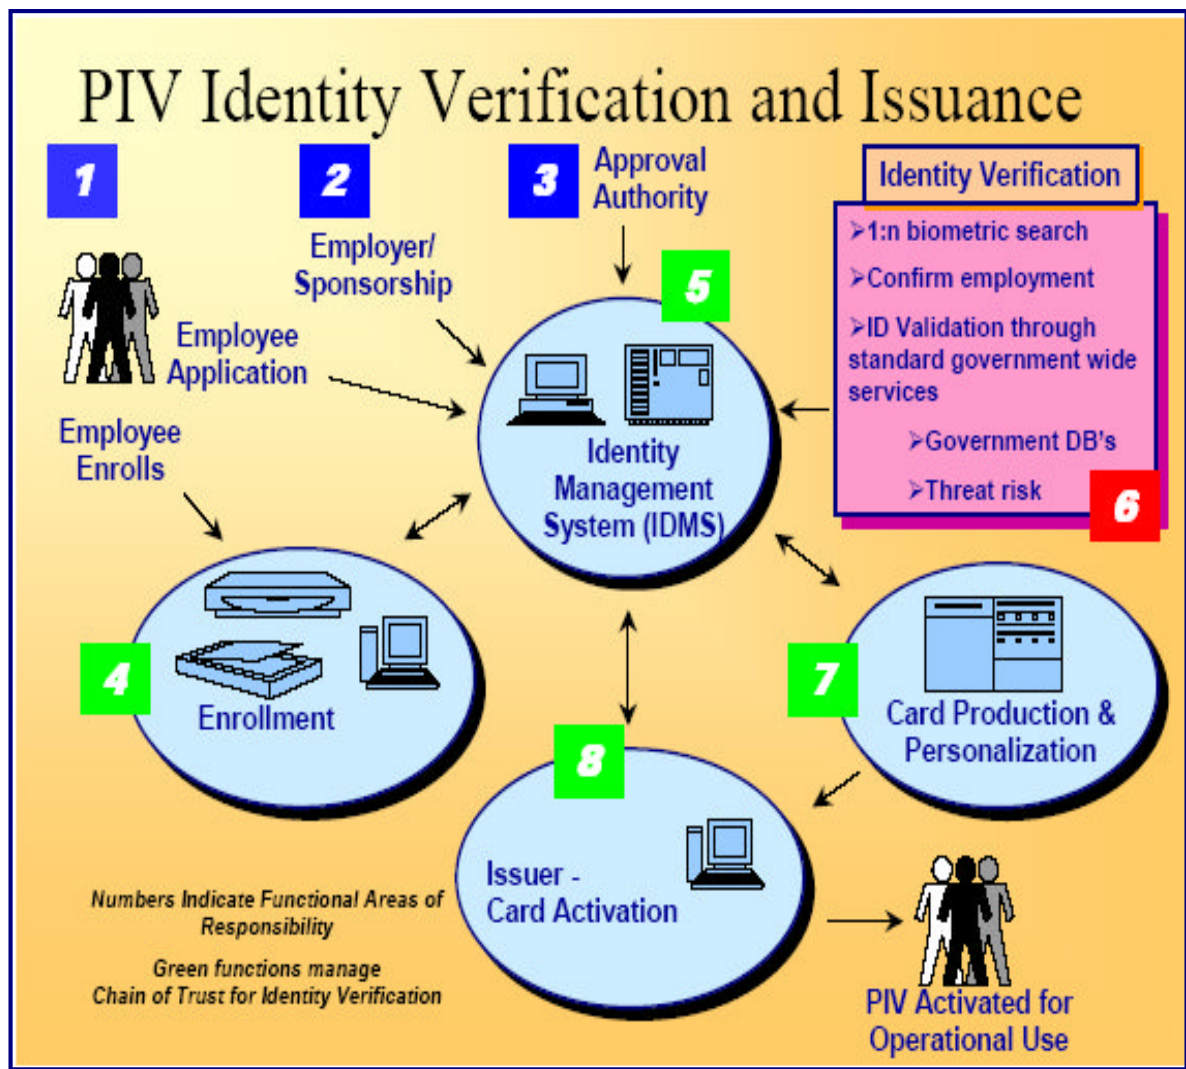 PIV Identity Verification and Issuance
1
2
3
Approval
Authority
Identity Verification
➢1:n biometric search
➢Confirm employment
➢ID Validation through
standard government wide
services
➢Government DB's
➢Threat risk
6
Employer/
Sponsorship
5
Employee
Application
Employee
Enrolls
Identity
Management
System (IDMS)
4
Enrollment
7
Card Production &
Personalization
8
Issuer -
Card Activation
Numbers Indicate Functional Areas of
Responsibility
Green functions manage
Chain of Trust for Identity Verification
PIV Activated for
Operational Use